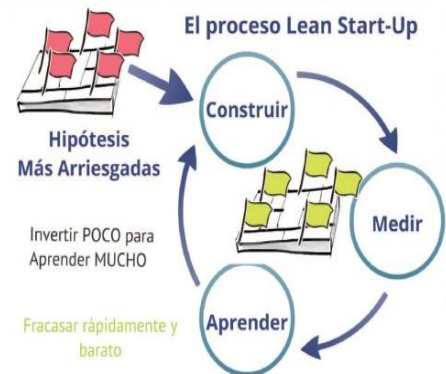 El proceso Lean Start-Up
Construir
Hipótesis
Más Arriesgadas
Medir
Invertir POCO para
Aprender MUCHO
Fracasar rápidamente y
barato
Aprender